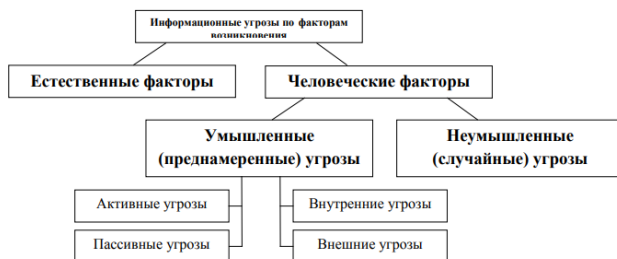 Информационные угрозы по факторам
возникновения
Естественные факторы
Человеческие факторы
Умышленные
(преднамеренные) угрозы
Неумышленные
(случайные) угрозы
Активные угрозы
Внутренние угрозы
Пассивные угрозы
Внешние угрозы